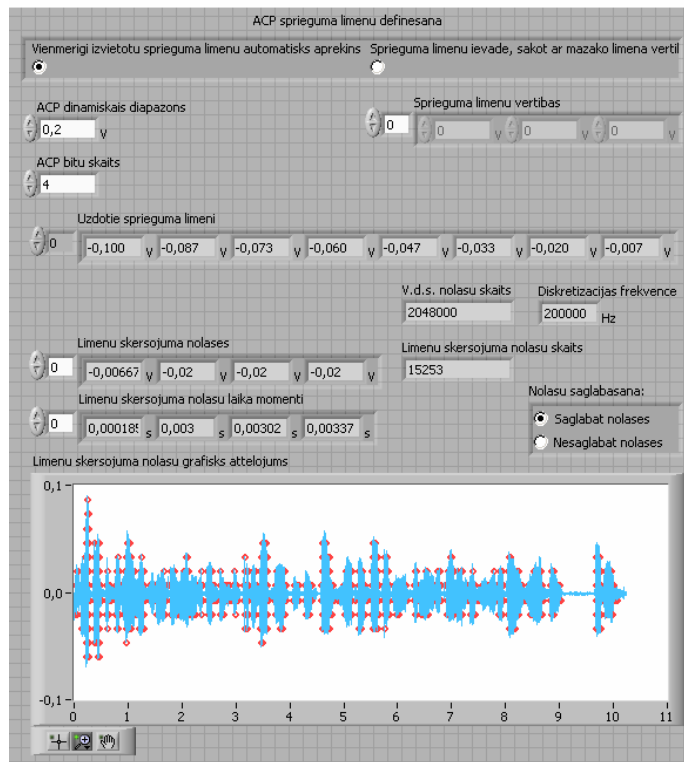 ACP sprieguma limenu definesana
Vienmerigi izvietotu sprieguma limenu automatisks aprekins
Sprieguma limenu ievade, sakot ar mazako limena vertil
ACP dinamiskais diapazons
0,2 v
Sprieguma limenu vertibas
0 0 v 0 v 0 v
ACP bitu skaits
4
Uzdotie sprieguma limeni
0 -0,100 v -0,087 v -0,073 v -0,060 v -0,047 v -0,033 v -0,020 v -0,007 v
V.d.s. nolasu skaits
2048000
Diskretizacijas frekvence
200000 Hz
Limenu skersojuma nolases
0 -0,00667 v -0,02 v -0,02 v -0,02 v
Limenu skersojuma nolasu skaits
15253
Limenu skersojuma nolasu laika momenti
0 0,000185 s 0,003 s 0,00302 s 0,00337 s
Nolasu saglabasana:
Saglabat nolases
Nesaglabat nolases
Limenu skersojuma nolasu grafisks attelojums
0,1
0,0
-0,1
0 1 2 3 4 5 6 7 8 9 10 11